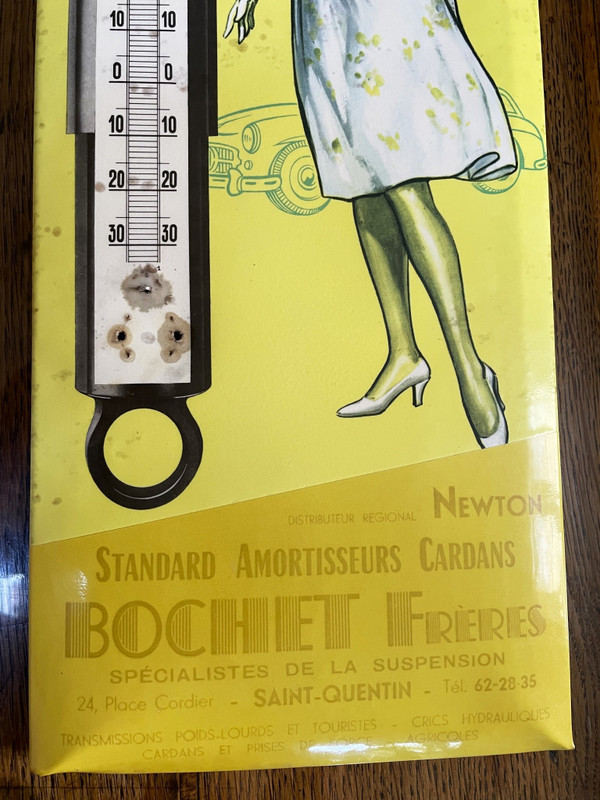 10 10
0 0
10 10
20 20
30 30
DISTRIBUTEUR REGIONAL NEWTON
STANDARD AMORTISSEURS CARDANS
BOCHET FRÈRES
SPÉCIALISTES DE LA SUSPENSION
24, Place Cordier - SAINT-QUENTIN - Tél. 62-28-35
TRANSMISSIONS POIDS-LOURDS ET TOURISTES - CRICS HYDRAULIQUES
CARDANS ET PRISES DE FORCE AGRICOLES